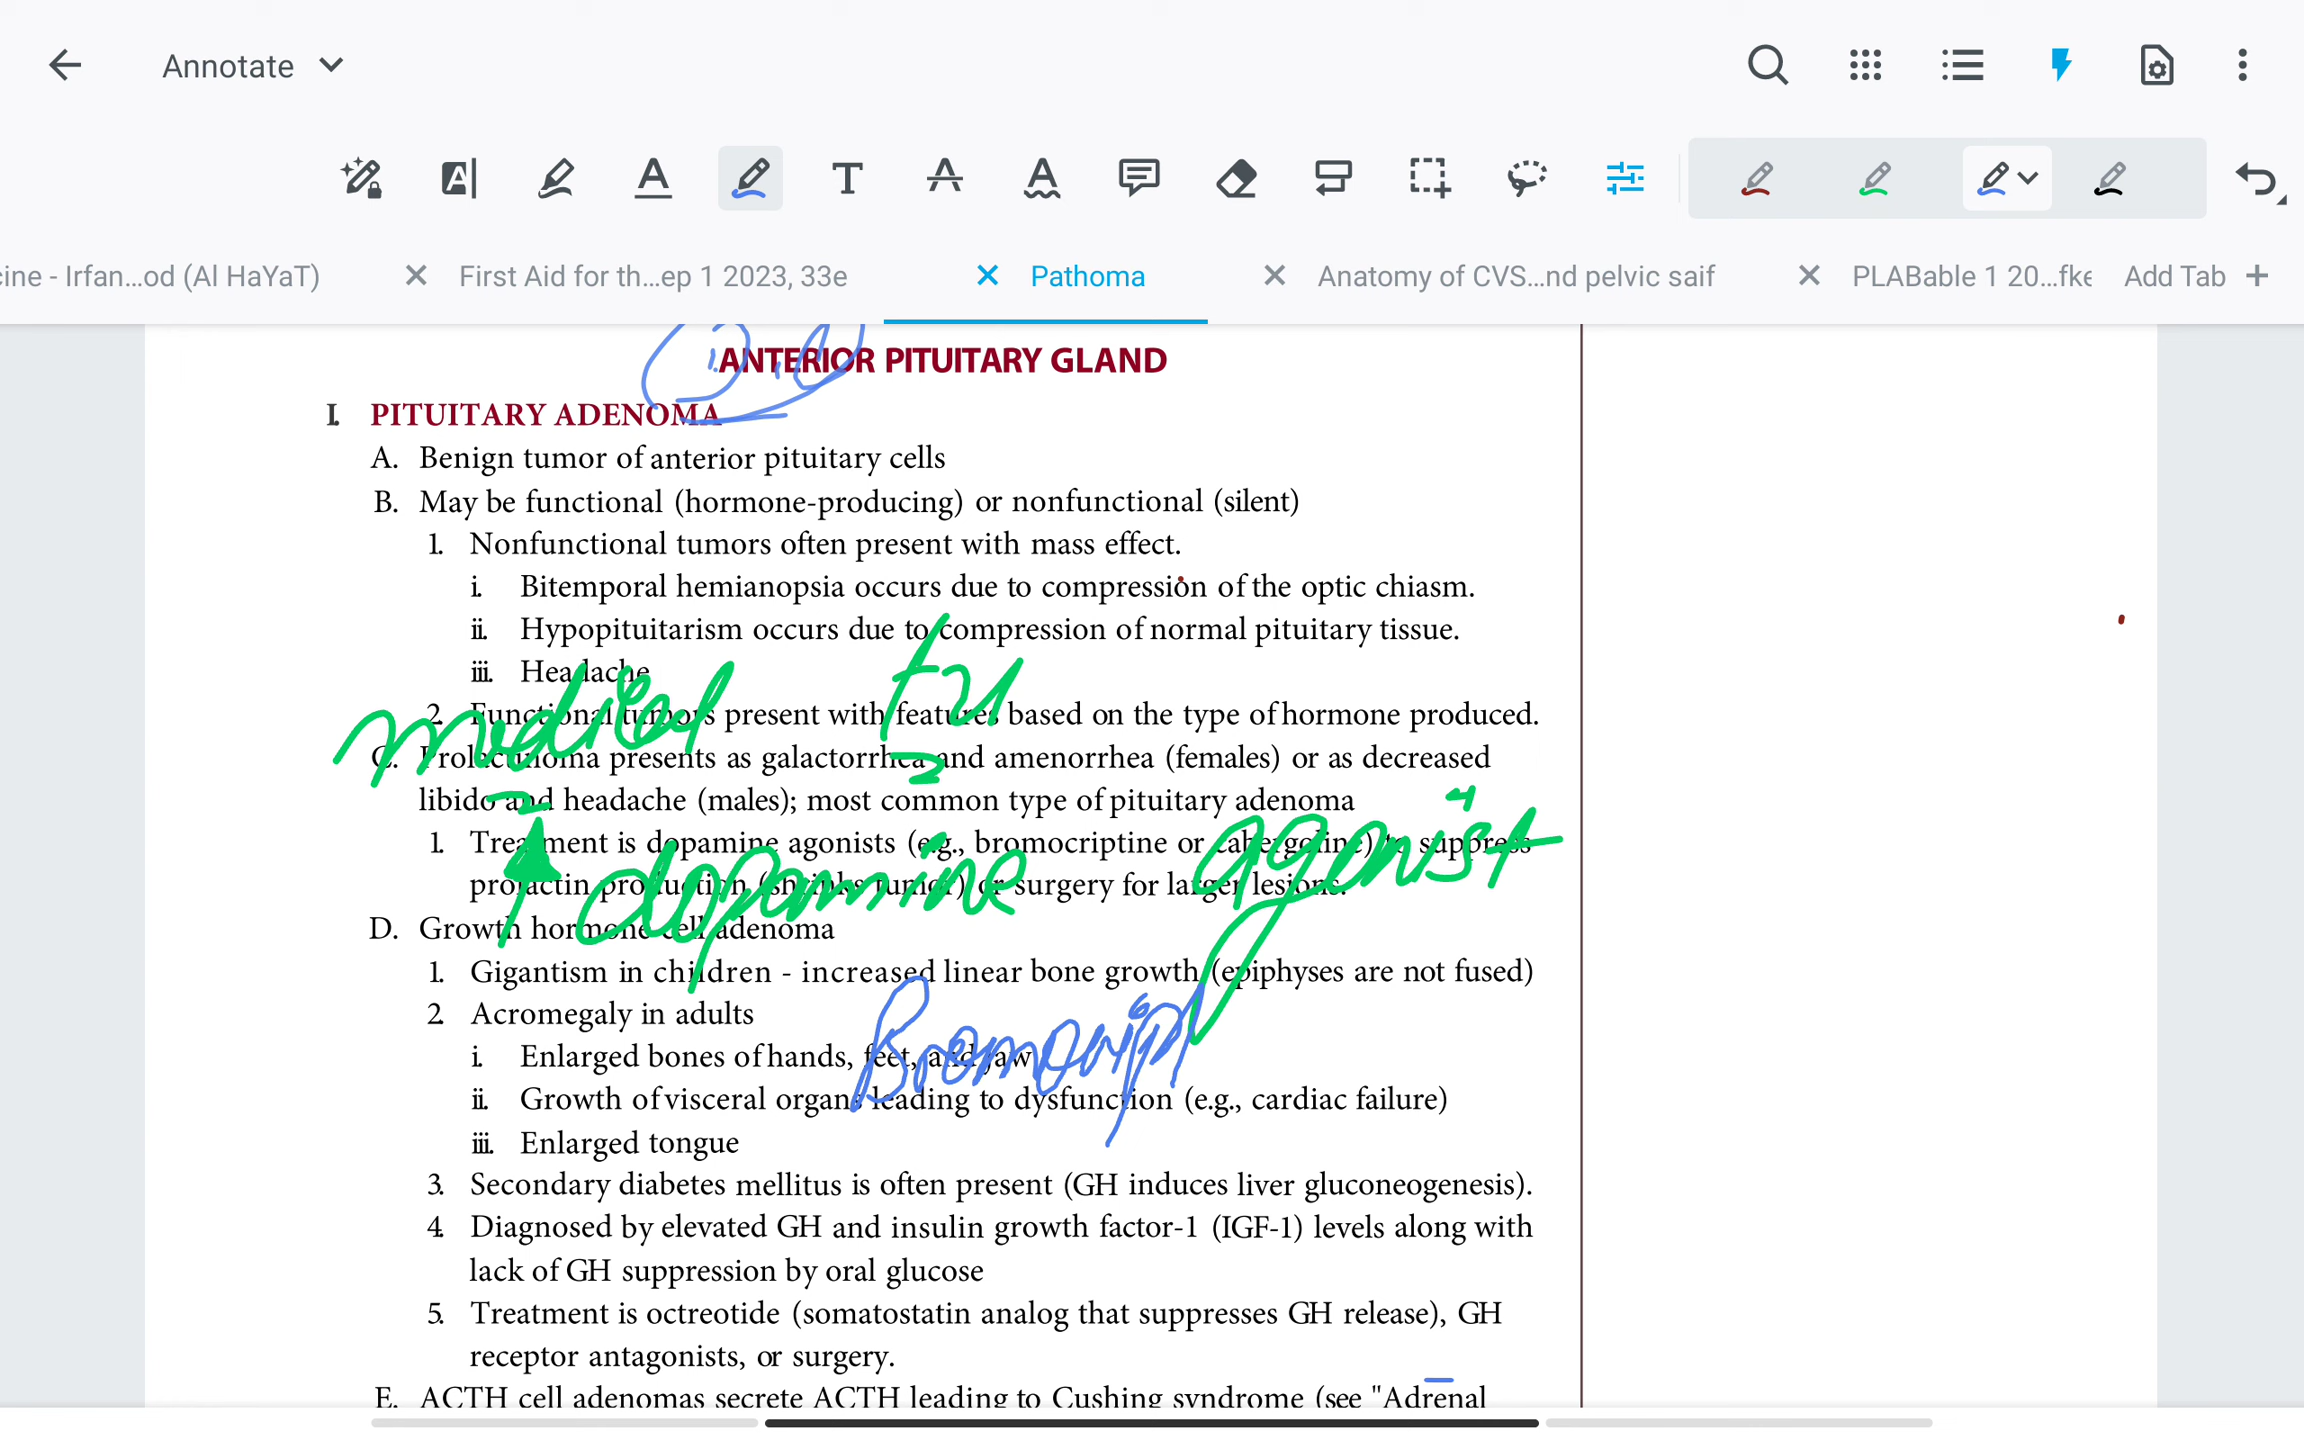 Annotate
cine - Irfan...od (Al HaYaT)
First Aid for th...ep 1 2023, 33e
Pathoma
Anatomy of CVS...nd pelvic saif
PLABable 1 20...fke
Add Tab +
ANTERIOR PITUITARY GLAND
I. PITUITARY ADENOMA
A. Benign tumor of anterior pituitary cells
B. May be functional (hormone-producing) or nonfunctional (silent)
1. Nonfunctional tumors often present with mass effect.
i. Bitemporal hemianopsia occurs due to compression of the optic chiasm.
ii. Hypopituitarism occurs due to compression of normal pituitary tissue.
iii. Headache
medical
2. Functional tumors present with features based on the type of hormone produced.
C. Prolactinoma presents as galactorrhea and amenorrhea (females) or as decreased
libido and headache (males); most common type of pituitary adenoma
1. Treatment is dopamine agonists (e.g., bromocriptine or cabergoline) to suppress
prolactin production (shrinks tumor) or surgery for larger lesions.
dopamine agonist
D. Growth hormone cell adenoma
1. Gigantism in children - increased linear bone growth (epiphyses are not fused)
2. Acromegaly in adults
i. Enlarged bones of hands, feet, and jaw
ii. Growth of visceral organs leading to dysfunction (e.g., cardiac failure)
iii. Enlarged tongue
3. Secondary diabetes mellitus is often present (GH induces liver gluconeogenesis).
4. Diagnosed by elevated GH and insulin growth factor-1 (IGF-1) levels along with
lack of GH suppression by oral glucose
5. Treatment is octreotide (somatostatin analog that suppresses GH release), GH
receptor antagonists, or surgery.
E. ACTH cell adenomas secrete ACTH leading to Cushing syndrome (see "Adrenal